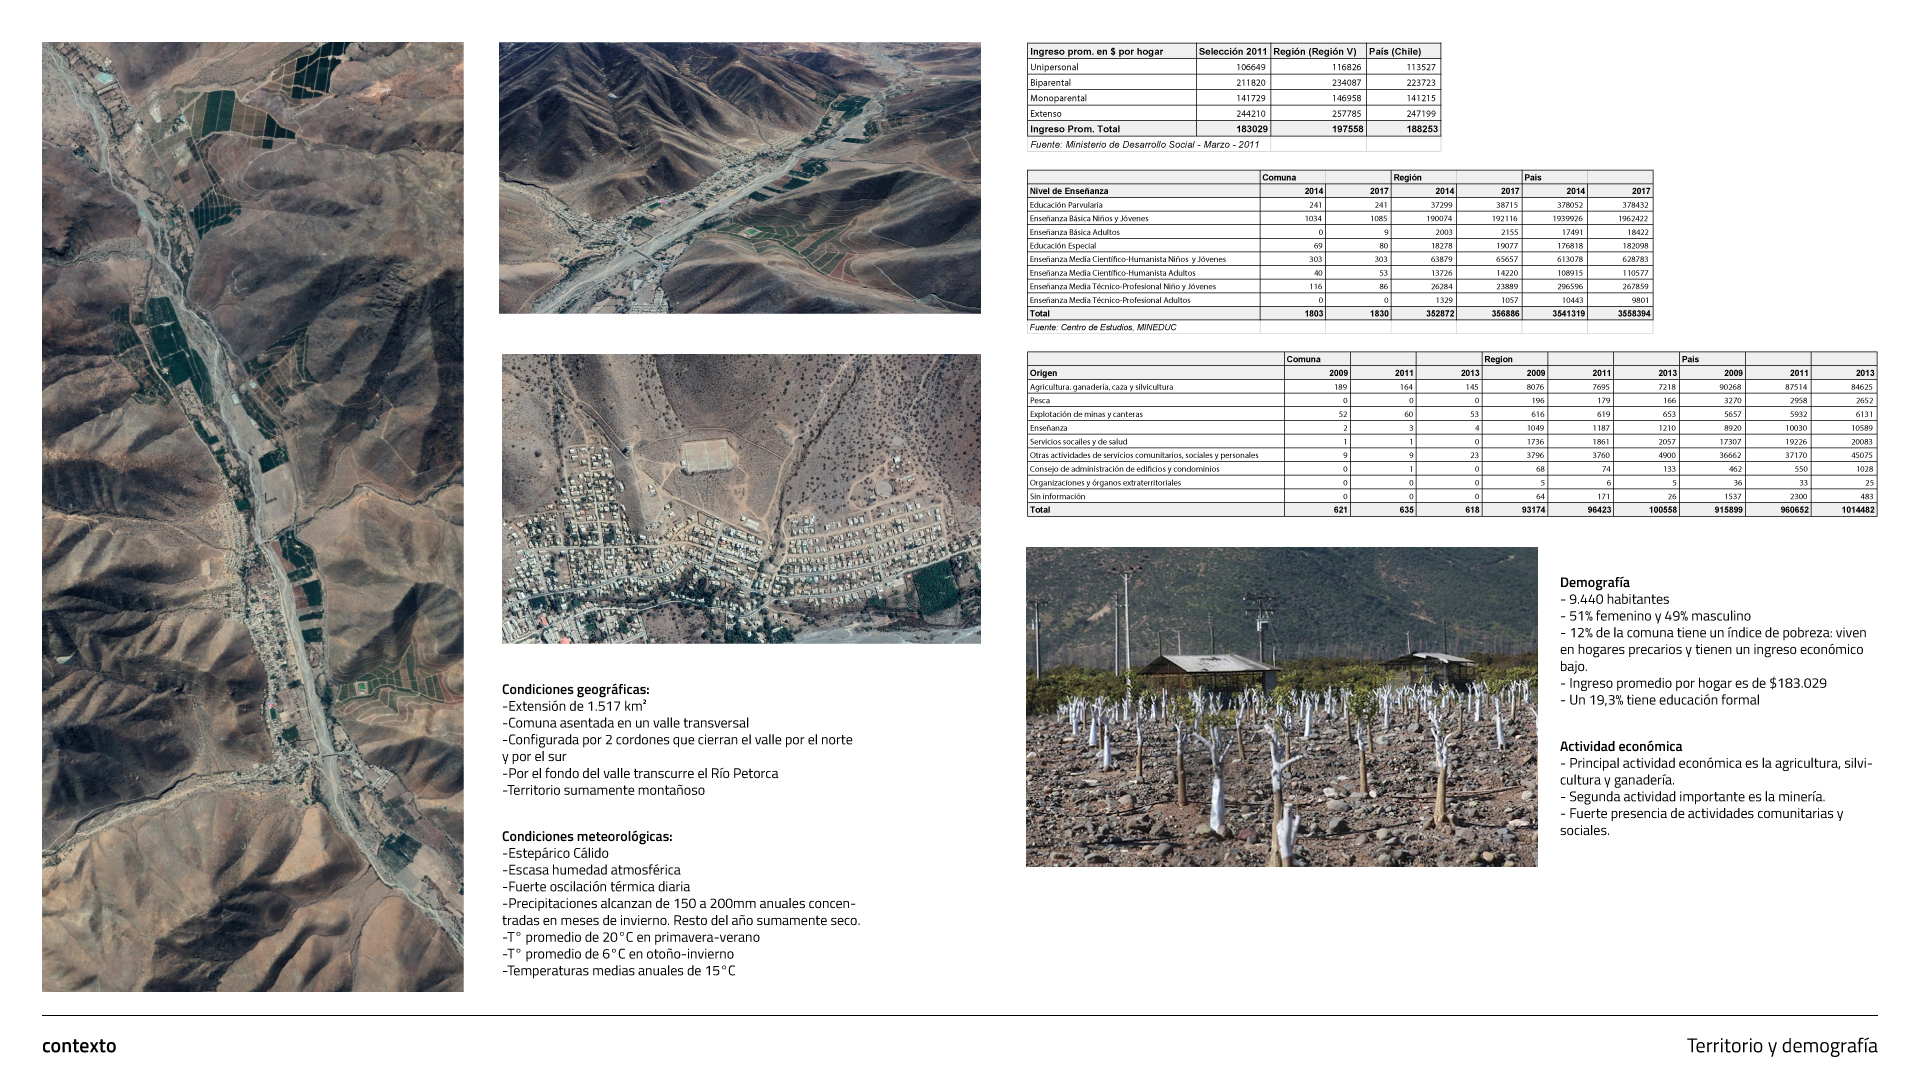 Condiciones geográficas:
-Extensión de 1.517 km²
-Comuna asentada en un valle transversal
-Configurada por 2 cordones que cierran el valle por el norte
y por el sur
-Por el fondo del valle transcurre el Río Petorca
-Territorio sumamente montañoso
Condiciones meteorológicas:
-Estepárico Cálido
-Escasa humedad atmosférica
-Fuerte oscilación térmica diaria
-Precipitaciones alcanzan de 150 a 200mm anuales concen-
tradas en meses de invierno. Resto del año sumamente seco.
-T° promedio de 20°C en primavera-verano
-T° promedio de 6°C en otoño-invierno
-Temperaturas medias anuales de 15°C
Ingreso prom. en $ por hogar Selección 2011 Región (Región V) País (Chile)
Unipersonal 106649 116826 113527
Biparental 211820 234087 223723
Monoparental 141729 146958 141215
Extenso 244210 257785 247199
Ingreso Prom. Total 183029 197558 188253
Fuente: Ministerio de Desarrollo Social - Marzo - 2011
Comuna Región Pais
Nivel de Enseñanza 2014 2017 2014 2017 2014 2017
Educación Parvularia 241 241 37299 38715 378052 378432
Enseñanza Básica Niños y Jóvenes 1034 1085 190074 192116 1939926 1962422
Enseñanza Básica Adultos 0 9 2003 2155 17491 18422
Educación Especial 69 80 18278 19077 176818 182098
Enseñanza Media Científico-Humanista Niños y Jóvenes 303 303 63879 65657 613078 628783
Enseñanza Media Científico-Humanista Adultos 40 53 13726 14220 108915 110577
Enseñanza Media Técnico-Profesional Niño y Jóvenes 116 86 26284 23889 296596 267859
Enseñanza Media Técnico-Profesional Adultos 0 0 1329 1057 10443 9801
Total 1803 1830 352872 356886 3541319 3558394
Fuente: Centro de Estudios, MINEDUC
Comuna Region Pais
Origen 2009 2011 2013 2009 2011 2013 2009 2011 2013
Agricultura. ganadería, caza y silvicultura 189 164 145 8076 7695 7218 90268 87514 84625
Pesca 0 0 0 196 179 166 3270 2958 2652
Explotación de minas y canteras 52 60 53 616 619 653 5657 5932 6131
Enseñanza 2 3 4 1049 1187 1210 8920 10030 10589
Servicios socailes y de salud 1 1 0 1736 1861 2057 17307 19226 20083
Otras actividades de servicios comunitarios, sociales y personales 9 9 23 3796 3760 4900 36662 37170 45075
Consejo de administración de edificios y condominios 0 1 0 68 74 133 462 550 1028
Organizaciones y órganos extraterritoriales 0 0 0 5 6 5 36 33 25
Sin información 0 0 0 64 171 26 1537 2300 483
Total 621 635 618 93174 96423 100558 915899 960652 1014482
Demografía
- 9.440 habitantes
- 51% femenino y 49% masculino
- 12% de la comuna tiene un índice de pobreza: viven
en hogares precarios y tienen un ingreso económico
bajo.
- Ingreso promedio por hogar es de $183.029
- Un 19,3% tiene educación formal
Actividad económica
- Principal actividad económica es la agricultura, silvi-
cultura y ganadería.
- Segunda actividad importante es la minería.
- Fuerte presencia de actividades comunitarias y
sociales.
contexto
Territorio y demografía